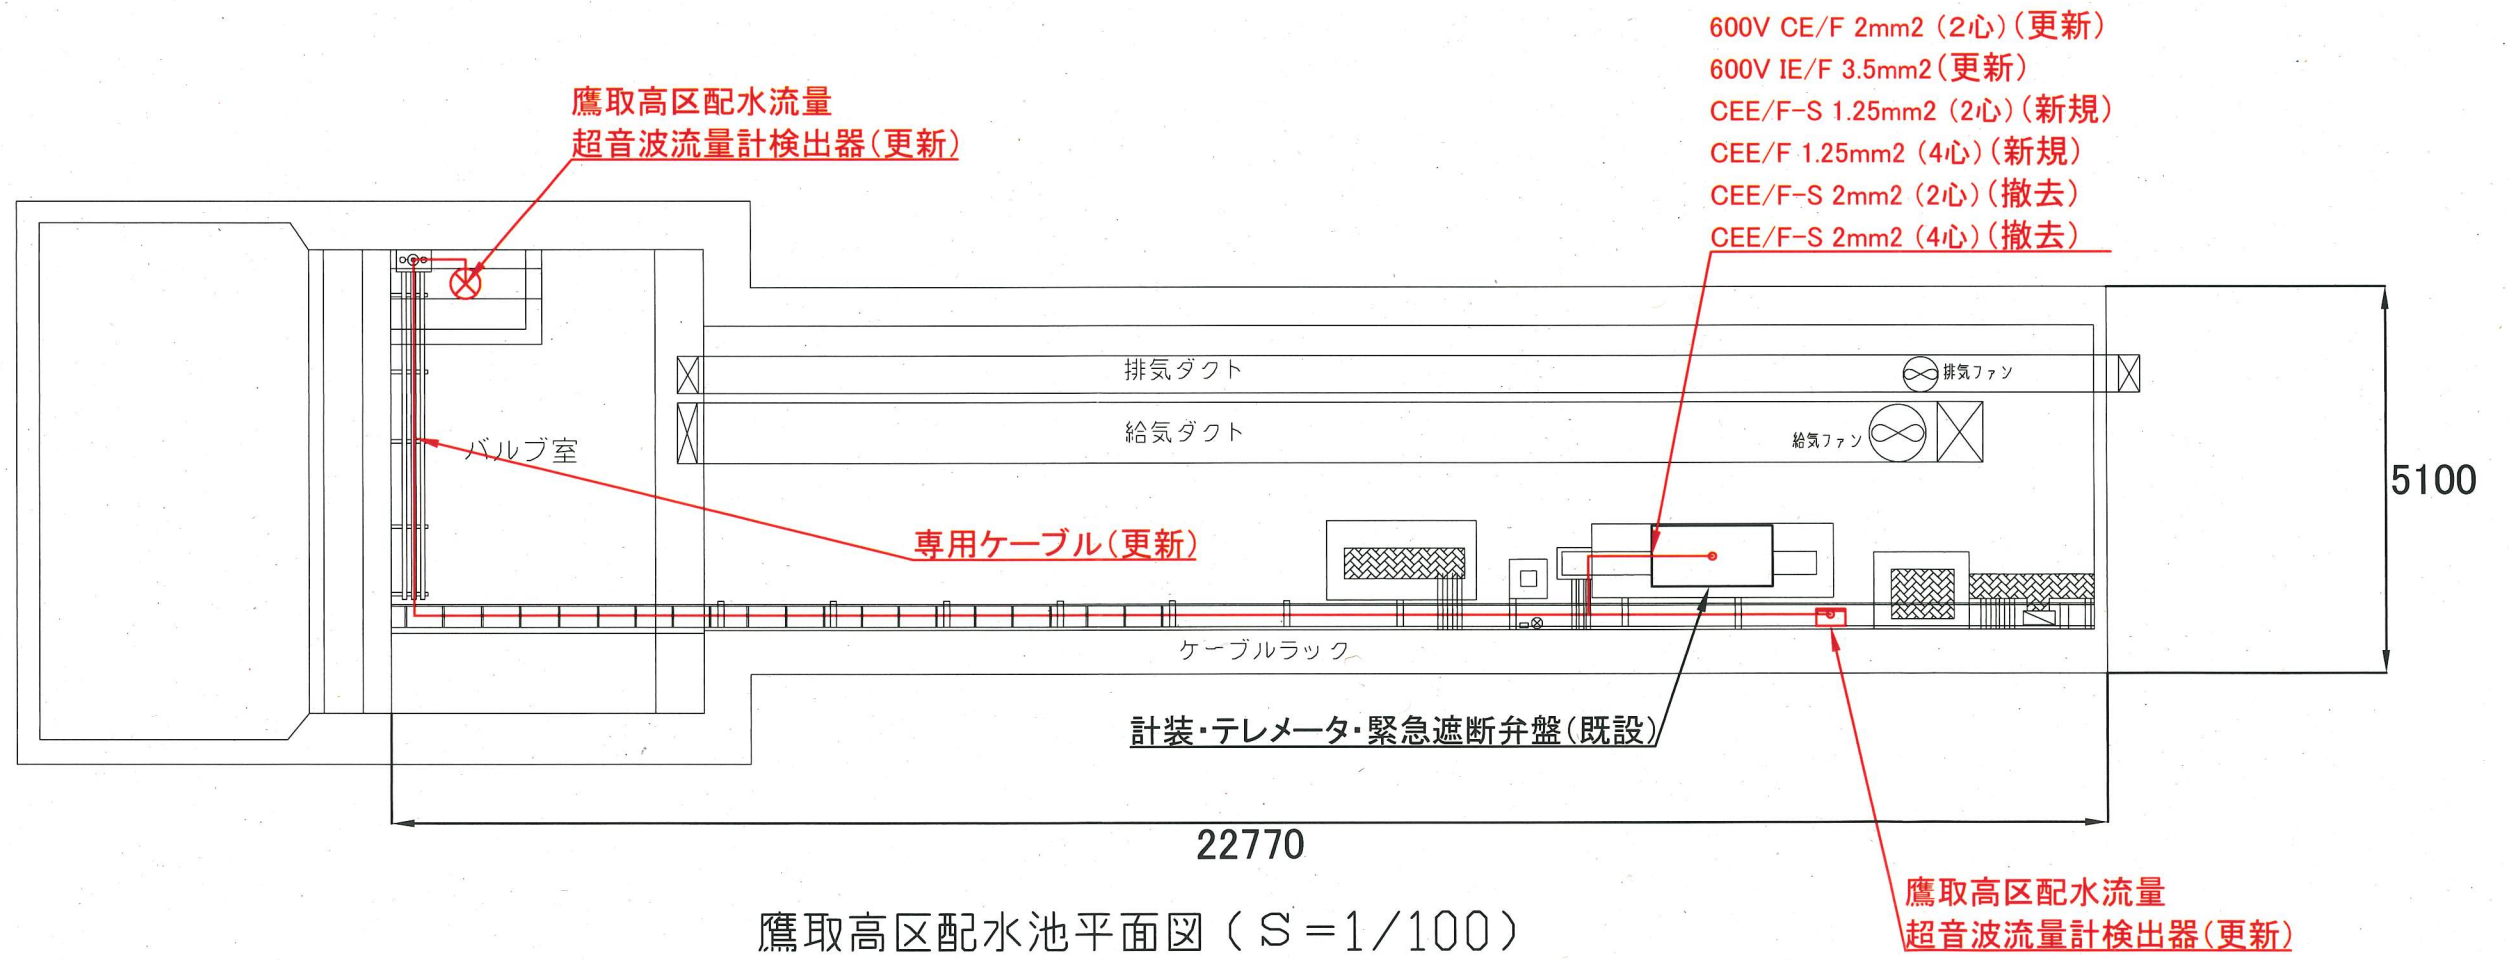 600V CE/F 2mm2 (2心)(更新)
600V IE/F 3.5mm2(更新)
CEE/F-S 1.25mm2 (2心)(新規)
CEE/F 1.25mm2 (4心)(新規)
CEE/F-S 2mm2 (2心)(撤去)
CEE/F-S 2mm2 (4心)(撤去)
鷹取高区配水流量
超音波流量計検出器(更新)
排気ダクト
排気ファン
給気ダクト
給気ファン
バルブ室
5100
専用ケーブル(更新)
ケーブルラック
計装・テレメータ・緊急遮断弁盤(既設)
22770
鷹取高区配水流量
超音波流量計検出器(更新)
鷹取高区配水池平面図(S=1/100)